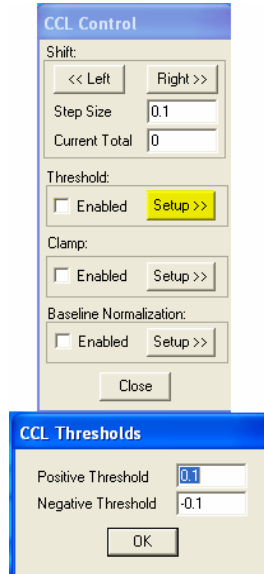 CCL Control
Shift:
<< Left Right >>
Step Size 0.1
Current Total 0
Threshold:
Enabled Setup >>
Clamp:
Enabled Setup >>
Baseline Normalization:
Enabled Setup >>
Close
CCL Thresholds
Positive Threshold 0.1
Negative Threshold -0.1
OK